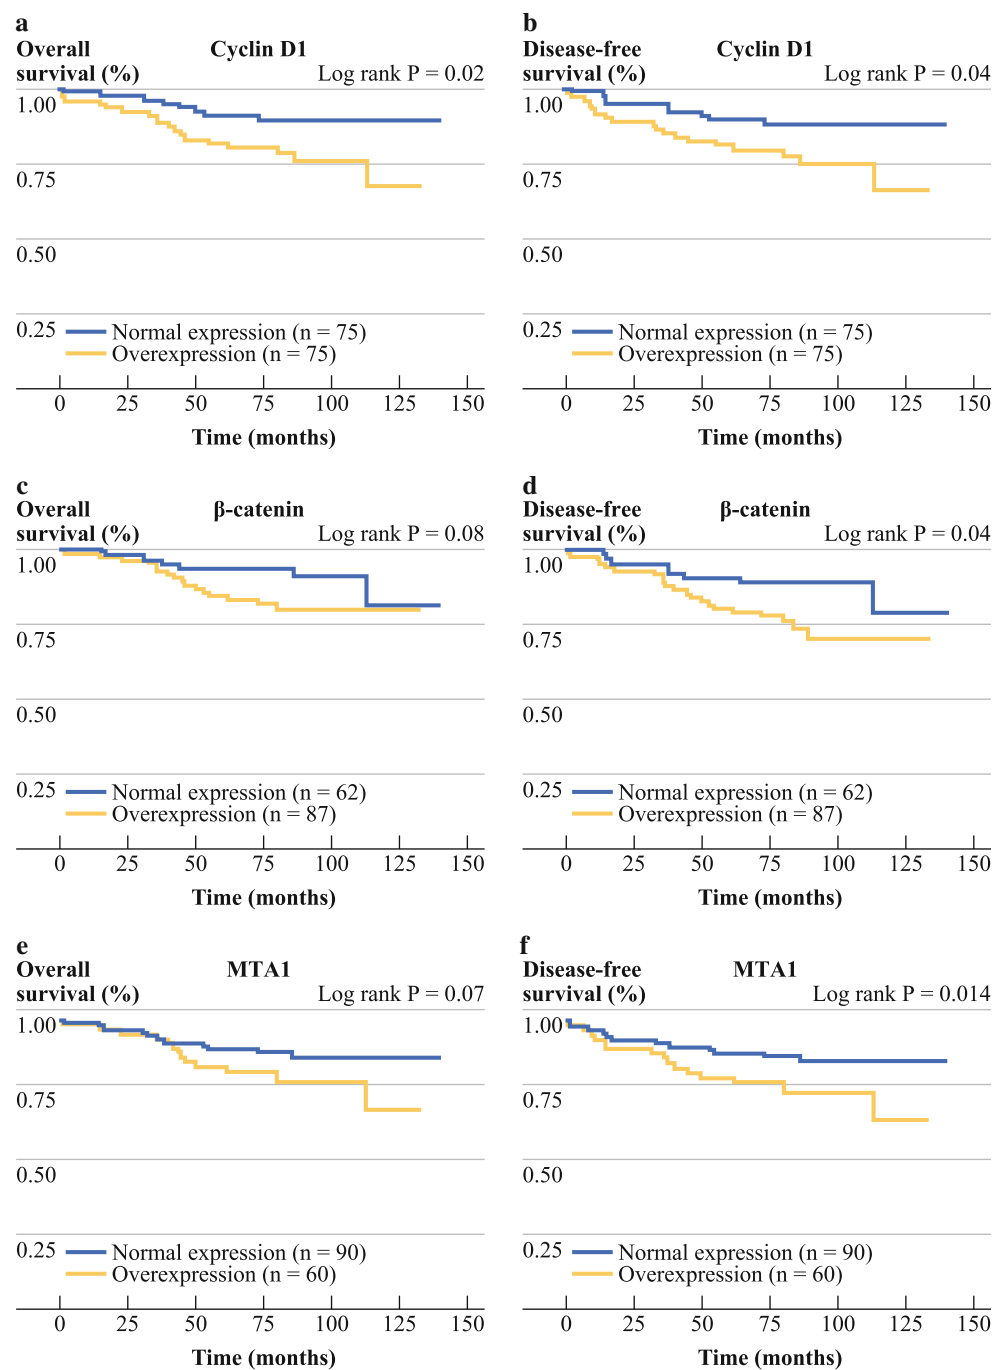 a
Overall
survival (%)
Cyclin D1
Log rank P = 0.02
1.00
0.75
0.50
0.25
Normal expression (n = 75)
Overexpression (n = 75)
0 25 50 75 100 125 150
Time (months)
b
Disease-free
survival (%)
Cyclin D1
Log rank P = 0.04
1.00
0.75
0.50
0.25
Normal expression (n = 75)
Overexpression (n = 75)
0 25 50 75 100 125 150
Time (months)
c
Overall
survival (%)
β-catenin
Log rank P = 0.08
1.00
0.75
0.50
0.25
Normal expression (n = 62)
Overexpression (n = 87)
0 25 50 75 100 125 150
Time (months)
d
Disease-free
survival (%)
β-catenin
Log rank P = 0.04
1.00
0.75
0.50
0.25
Normal expression (n = 62)
Overexpression (n = 87)
0 25 50 75 100 125 150
Time (months)
e
Overall
survival (%)
MTA1
Log rank P = 0.07
1.00
0.75
0.50
0.25
Normal expression (n = 90)
Overexpression (n = 60)
0 25 50 75 100 125 150
Time (months)
f
Disease-free
survival (%)
MTA1
Log rank P = 0.014
1.00
0.75
0.50
0.25
Normal expression (n = 90)
Overexpression (n = 60)
0 25 50 75 100 125 150
Time (months)